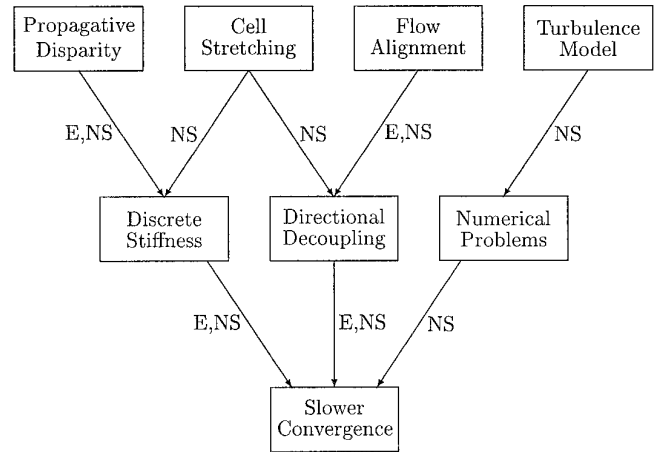 Propagative
Disparity
Cell
Stretching
Flow
Alignment
Turbulence
Model
E,NS
NS
NS
E,NS
NS
Discrete
Stiffness
Directional
Decoupling
Numerical
Problems
E,NS
E,NS
NS
Slower
Convergence